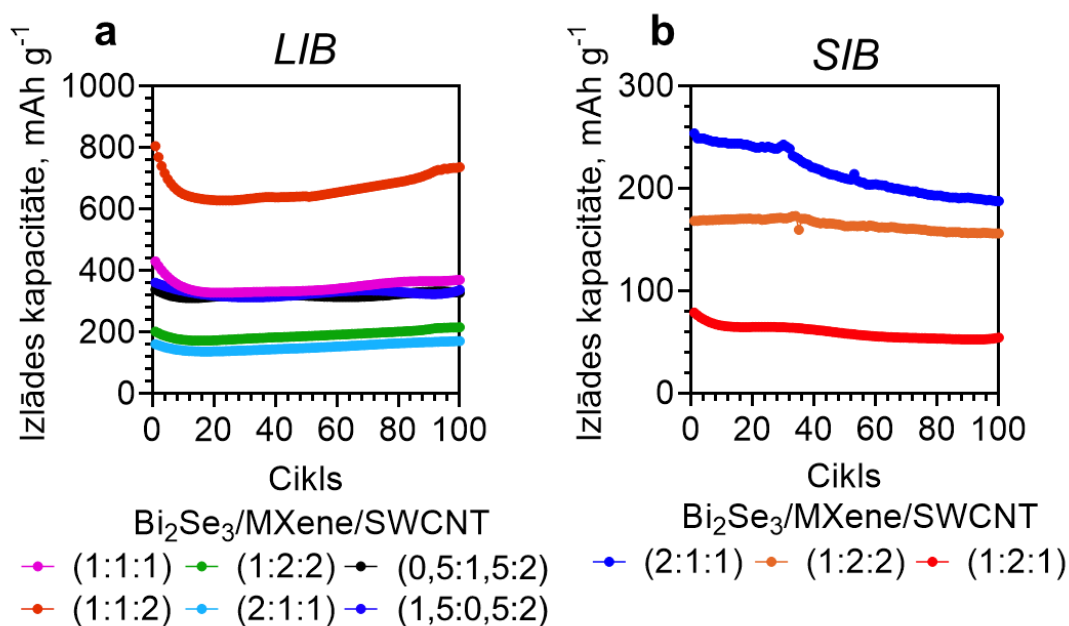 a
LIB
Izlādes kapacitāte, mAh g⁻¹
1000
800
600
400
200
0
0 20 40 60 80 100
Cikls
Bi₂Se₃/MXene/SWCNT
(1:1:1) (1:2:2) (0,5:1,5:2)
(1:1:2) (2:1:1) (1,5:0,5:2)
b
SIB
Izlādes kapacitāte, mAh g⁻¹
300
200
100
0
0 20 40 60 80 100
Cikls
Bi₂Se₃/MXene/SWCNT
(2:1:1) (1:2:2) (1:2:1)